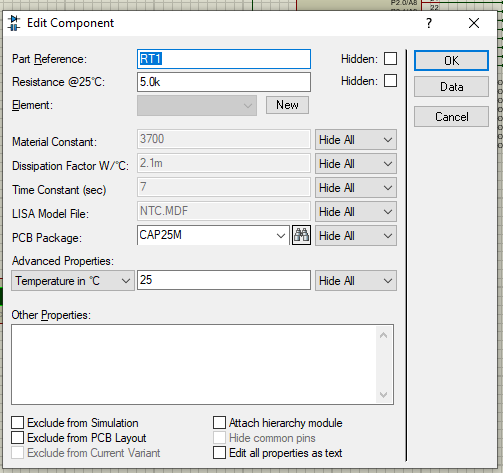 P2.0/A8
22
Edit Component
? ×
Part Reference: RT1 Hidden:
Resistance @25°C: 5.0k Hidden:
Element: New
OK
Data
Cancel
Material Constant: 3700 Hide All
Dissipation Factor W/°C: 2.1m Hide All
Time Constant (sec) 7 Hide All
LISA Model File: NTC.MDF Hide All
PCB Package: CAP25M Hide All
Advanced Properties:
Temperature in °C 25 Hide All
Other Properties:
Exclude from Simulation Attach hierarchy module
Exclude from PCB Layout Hide common pins
Exclude from Current Variant Edit all properties as text